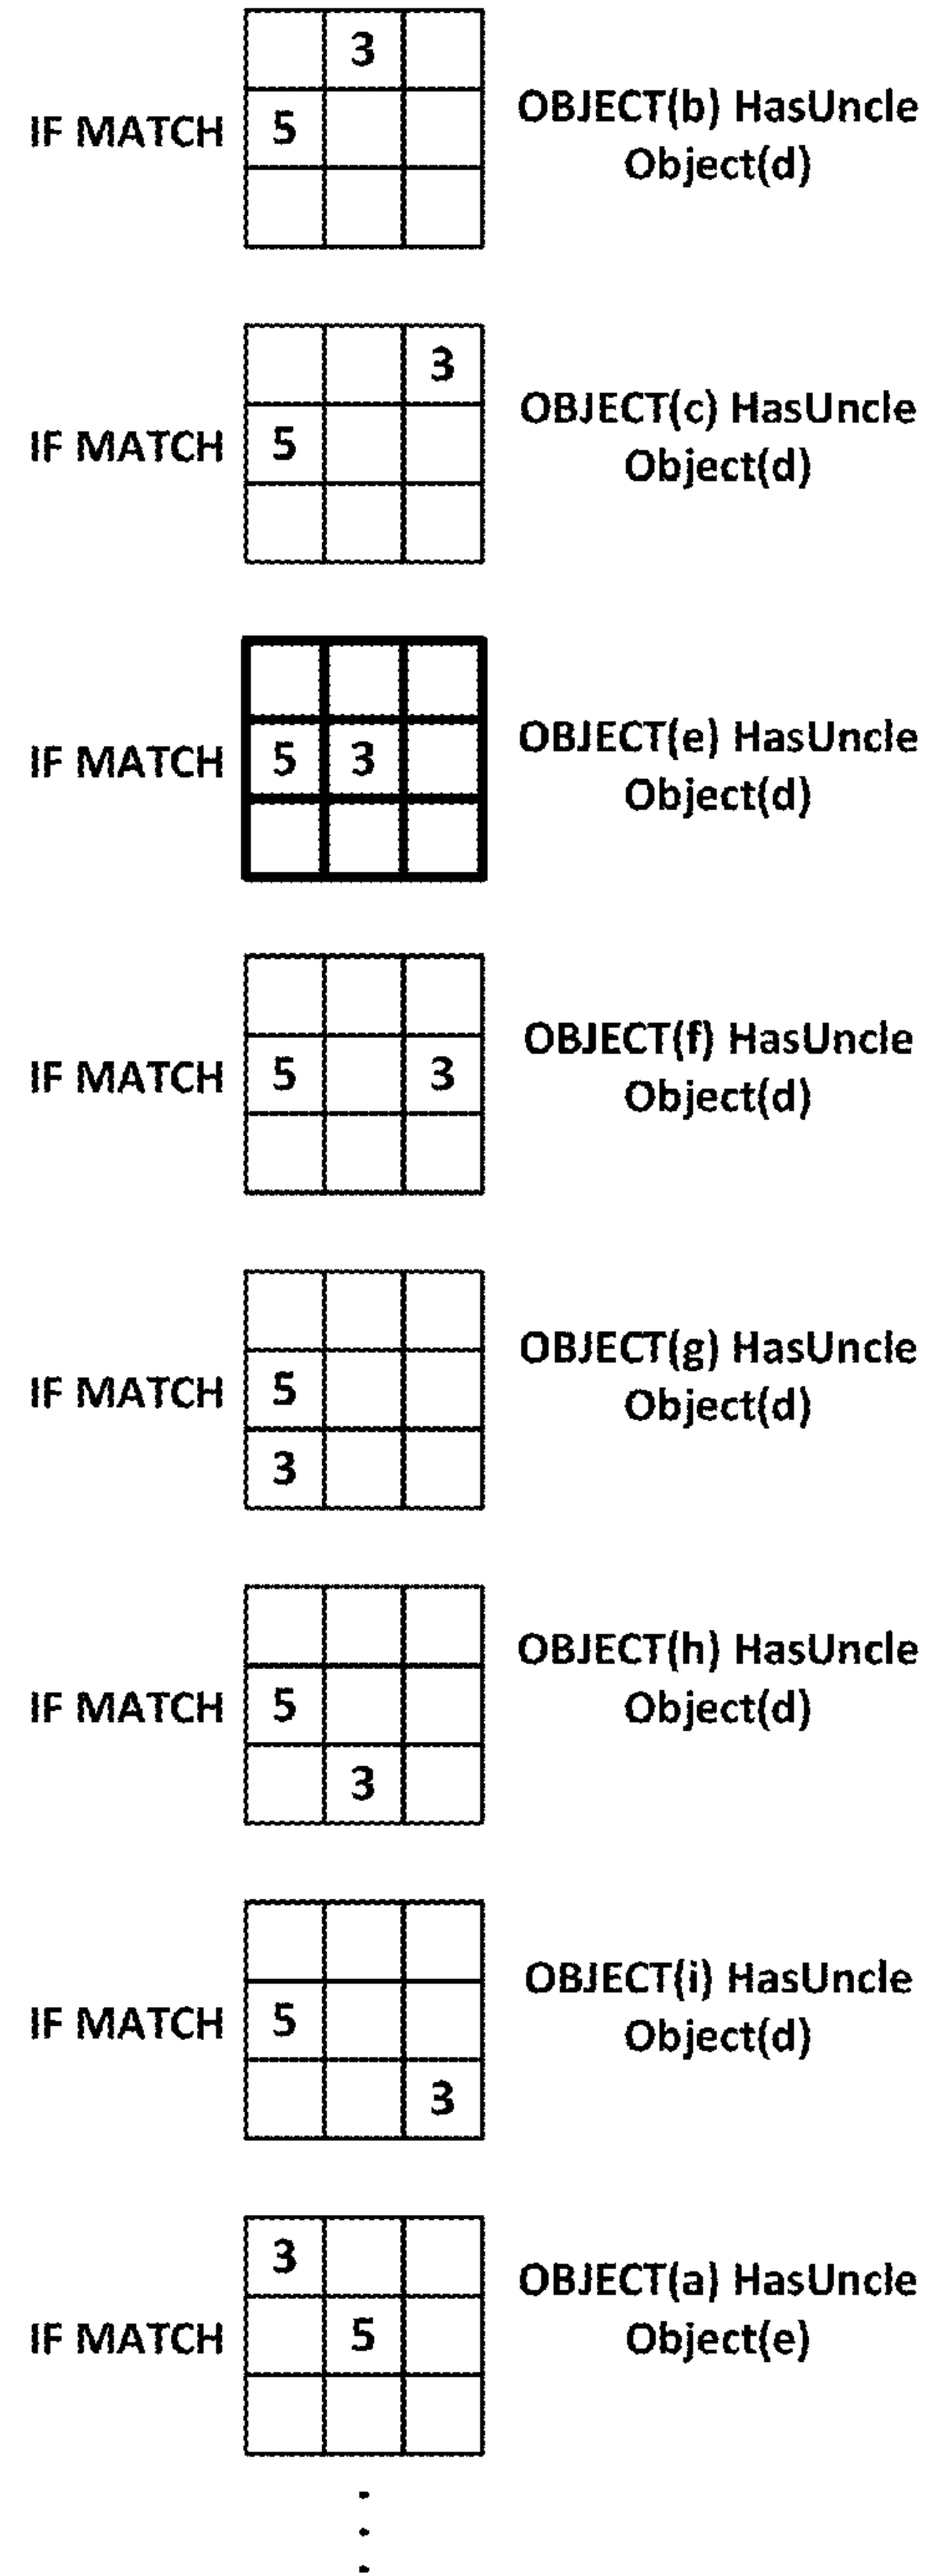 3
OBJECT(b) HasUncle
IF MATCH 5
Object(d)
3
OBJECT(c) HasUncle
IF MATCH 5
Object(d)
OBJECT(e) HasUncle
IF MATCH 5 3
Object(d)
OBJECT(f) HasUncle
IF MATCH 5 3
Object(d)
OBJECT(g) HasUncle
IF MATCH 5
Object(d)
3
OBJECT(h) HasUncle
IF MATCH 5
Object(d)
3
OBJECT(i) HasUncle
IF MATCH 5
Object(d)
3
3
OBJECT(a) HasUncle
IF MATCH 5
Object(e)